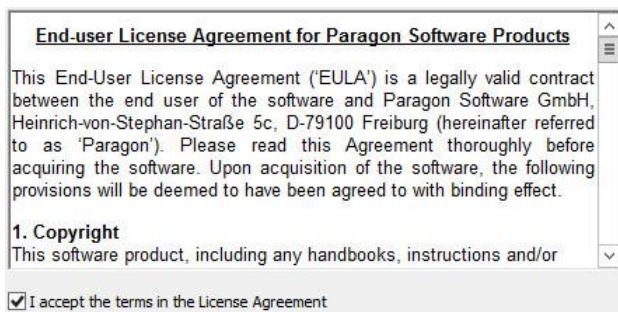 End-user License Agreement for Paragon Software Products
This End-User License Agreement (‘EULA’) is a legally valid contract
between the end user of the software and Paragon Software GmbH,
Heinrich-von-Stephan-Straße 5c, D-79100 Freiburg (hereinafter referred
to as ‘Paragon’). Please read this Agreement thoroughly before
acquiring the software. Upon acquisition of the software, the following
provisions will be deemed to have been agreed to with binding effect.
1. Copyright
This software product, including any handbooks, instructions and/or
I accept the terms in the License Agreement